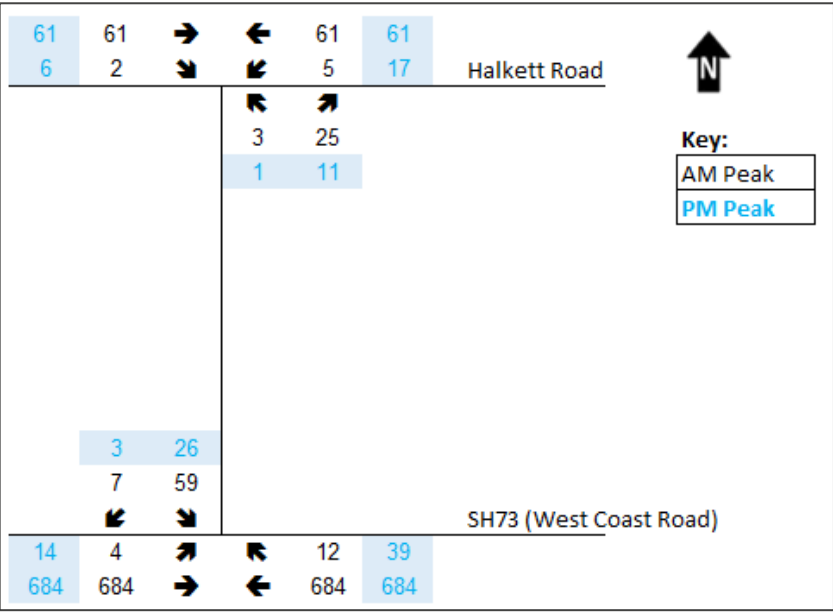 61 61 → ← 61 61
6 2 ↘ ↙ 5 17 Halkett Road
N
↖ ↗
3 25
1 11
Key:
AM Peak
PM Peak
3 26
7 59
↙ ↘
SH73 (West Coast Road)
14 4 ↗ ↖ 12 39
684 684 → ← 684 684